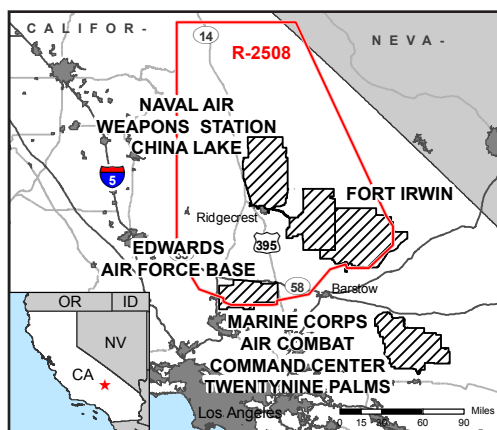 CALIFOR-
NEVA-
14
R-2508
NAVAL AIR
WEAPONS STATION
CHINA LAKE
5
FORT IRWIN
Ridgecrest
395
EDWARDS
AIR FORCE BASE
58
58
Barstow
MARINE CORPS
AIR COMBAT
COMMAND CENTER
TWENTYNINE PALMS
OR
ID
NV
CA
Los Angeles
0 15 30 60 90
Miles